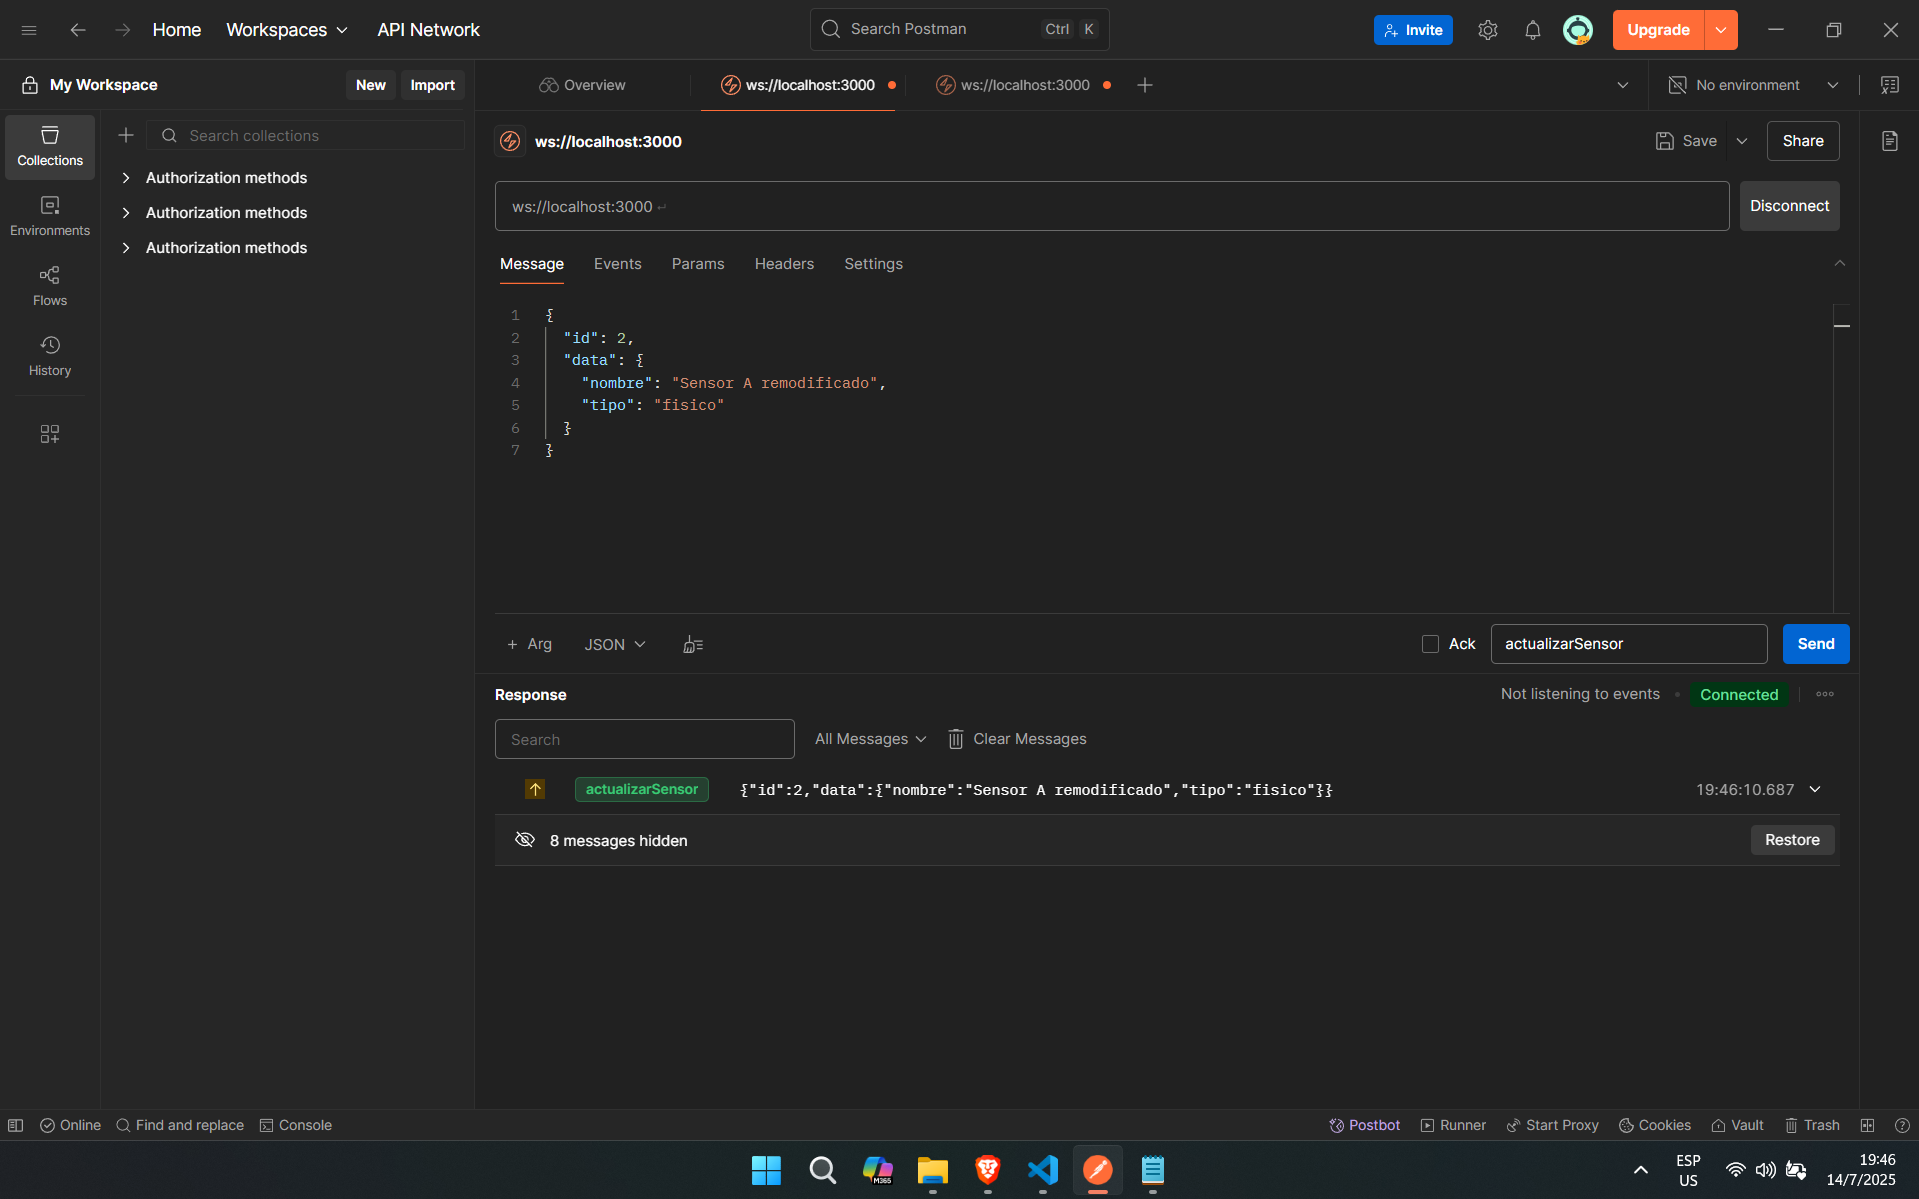 Home
Workspaces
API Network
Search Postman
Ctrl
K
Invite
Upgrade
My Workspace
New
Import
Overview
ws://localhost:3000
ws://localhost:3000
No environment
Collections
Search collections
Environments
Flows
History
Authorization methods
Authorization methods
Authorization methods
ws://localhost:3000
Save
Share
ws://localhost:3000
Disconnect
Message
Events
Params
Headers
Settings
1 {
2 "id": 2,
3 "data": {
4 "nombre": "Sensor A remodificado",
5 "tipo": "fisico"
6 }
7 }
Arg
JSON
Ack
actualizarSensor
Send
Response
Not listening to events
Connected
Search
All Messages
Clear Messages
actualizarSensor
{"id":2,"data":{"nombre":"Sensor A remodificado","tipo":"fisico"}}
19:46:10.687
8 messages hidden
Restore
Online
Find and replace
Console
Postbot
Runner
Start Proxy
Cookies
Vault
Trash
M365
ESP
US
19:46
14/7/2025